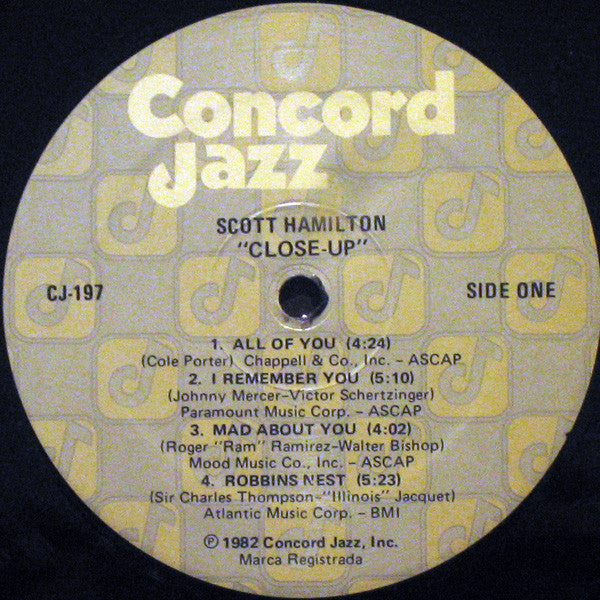 Concord
Jazz
SCOTT HAMILTON
"CLOSE-UP"
CJ-197
SIDE ONE
1. ALL OF YOU (4:24)
(Cole Porter) Chappell & Co., Inc. – ASCAP
2. I REMEMBER YOU (5:10)
(Johnny Mercer–Victor Schertzinger)
Paramount Music Corp. – ASCAP
3. MAD ABOUT YOU (4:02)
(Roger "Ram" Ramirez–Walter Bishop)
Mood Music Co., Inc. – ASCAP
4. ROBBINS NEST (5:23)
(Sir Charles Thompson–"Illinois" Jacquet)
Atlantic Music Corp. – BMI
℗ 1982 Concord Jazz, Inc.
Marca Registrada